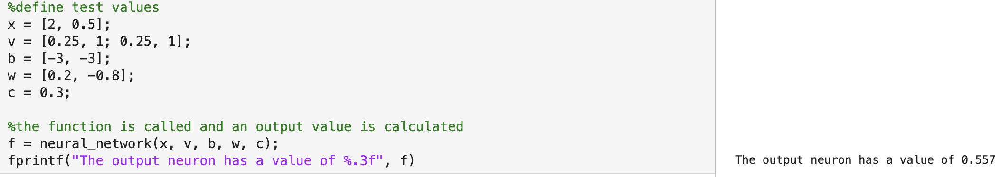 %define test values
x = [2, 0.5];
v = [0.25, 1; 0.25, 1];
b = [-3, -3];
w = [0.2, -0.8];
c = 0.3;
%the function is called and an output value is calculated
f = neural_network(x, v, b, w, c);
fprintf("The output neuron has a value of %.3f", f)
The output neuron has a value of 0.557